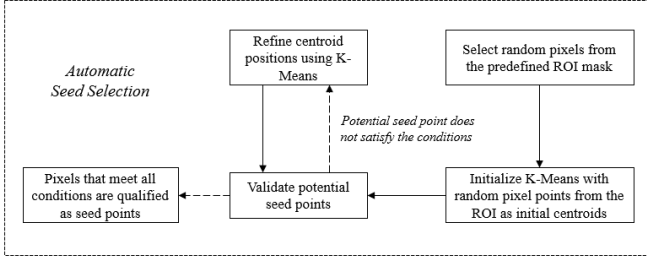 Automatic
Seed Selection
Refine centroid
positions using K-
Means
Select random pixels from
the predefined ROI mask
Potential seed point does
not satisfy the conditions
Pixels that meet all
conditions are qualified
as seed points
Validate potential
seed points
Initialize K-Means with
random pixel points from the
ROI as initial centroids